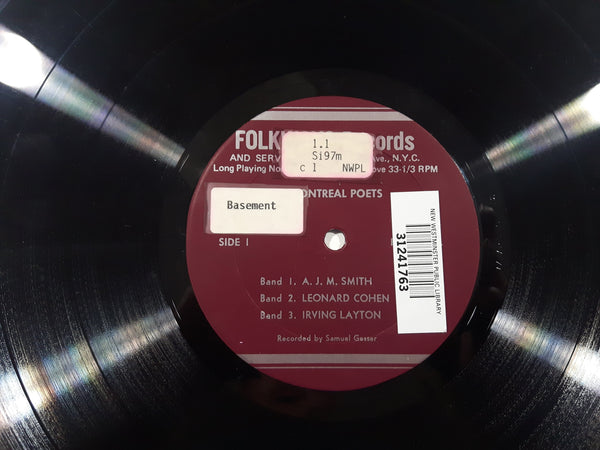 FOLK ords
1.1
Si97m
c 1 NWPL
AND SERV Ave., N.Y.C.
Long Playing No ove 33-1/3 RPM
ONTREAL POETS
Basement
SIDE I
Band 1. A. J. M. SMITH
Band 2. LEONARD COHEN
Band 3. IRVING LAYTON
Recorded by Samuel Gesser
NEW WESTMINSTER PUBLIC LIBRARY
31241763